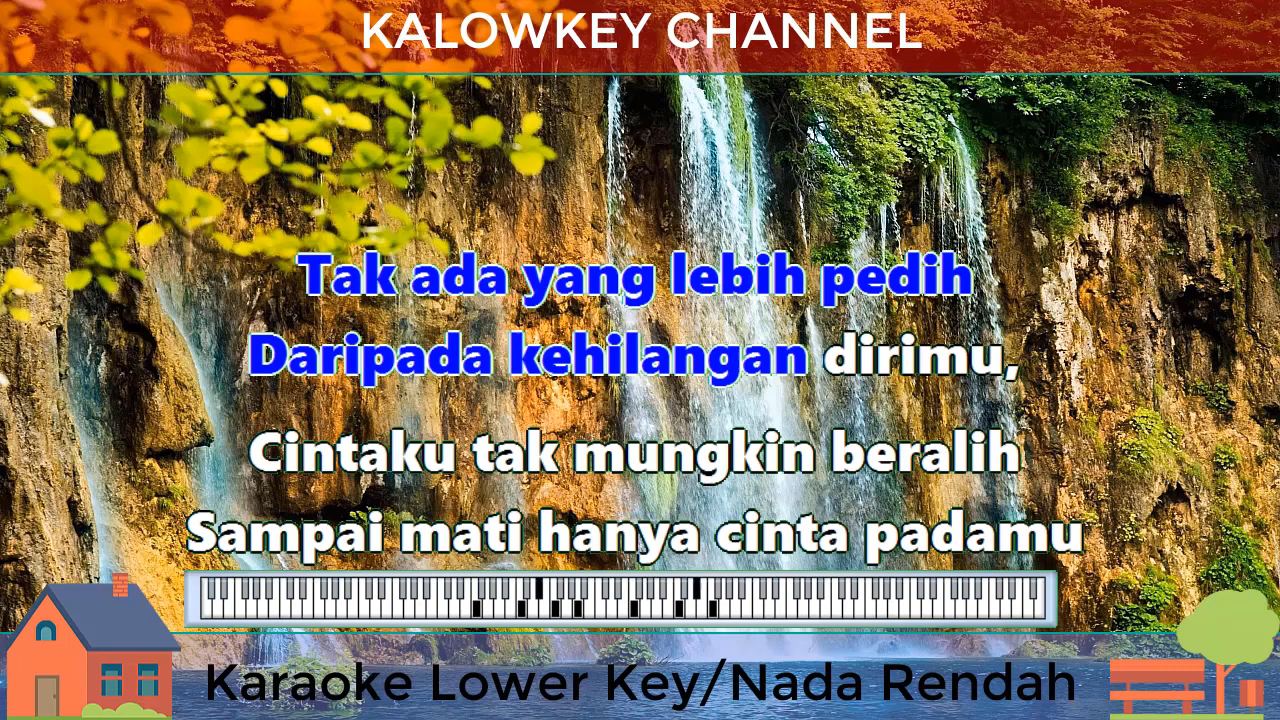 KALOWKEY CHANNEL
Tak ada yang lebih pedih
Daripada kehilangan dirimu,
Cintaku tak mungkin beralih
Sampai mati hanya cinta padamu
Karaoke Lower Key/Nada Rendah